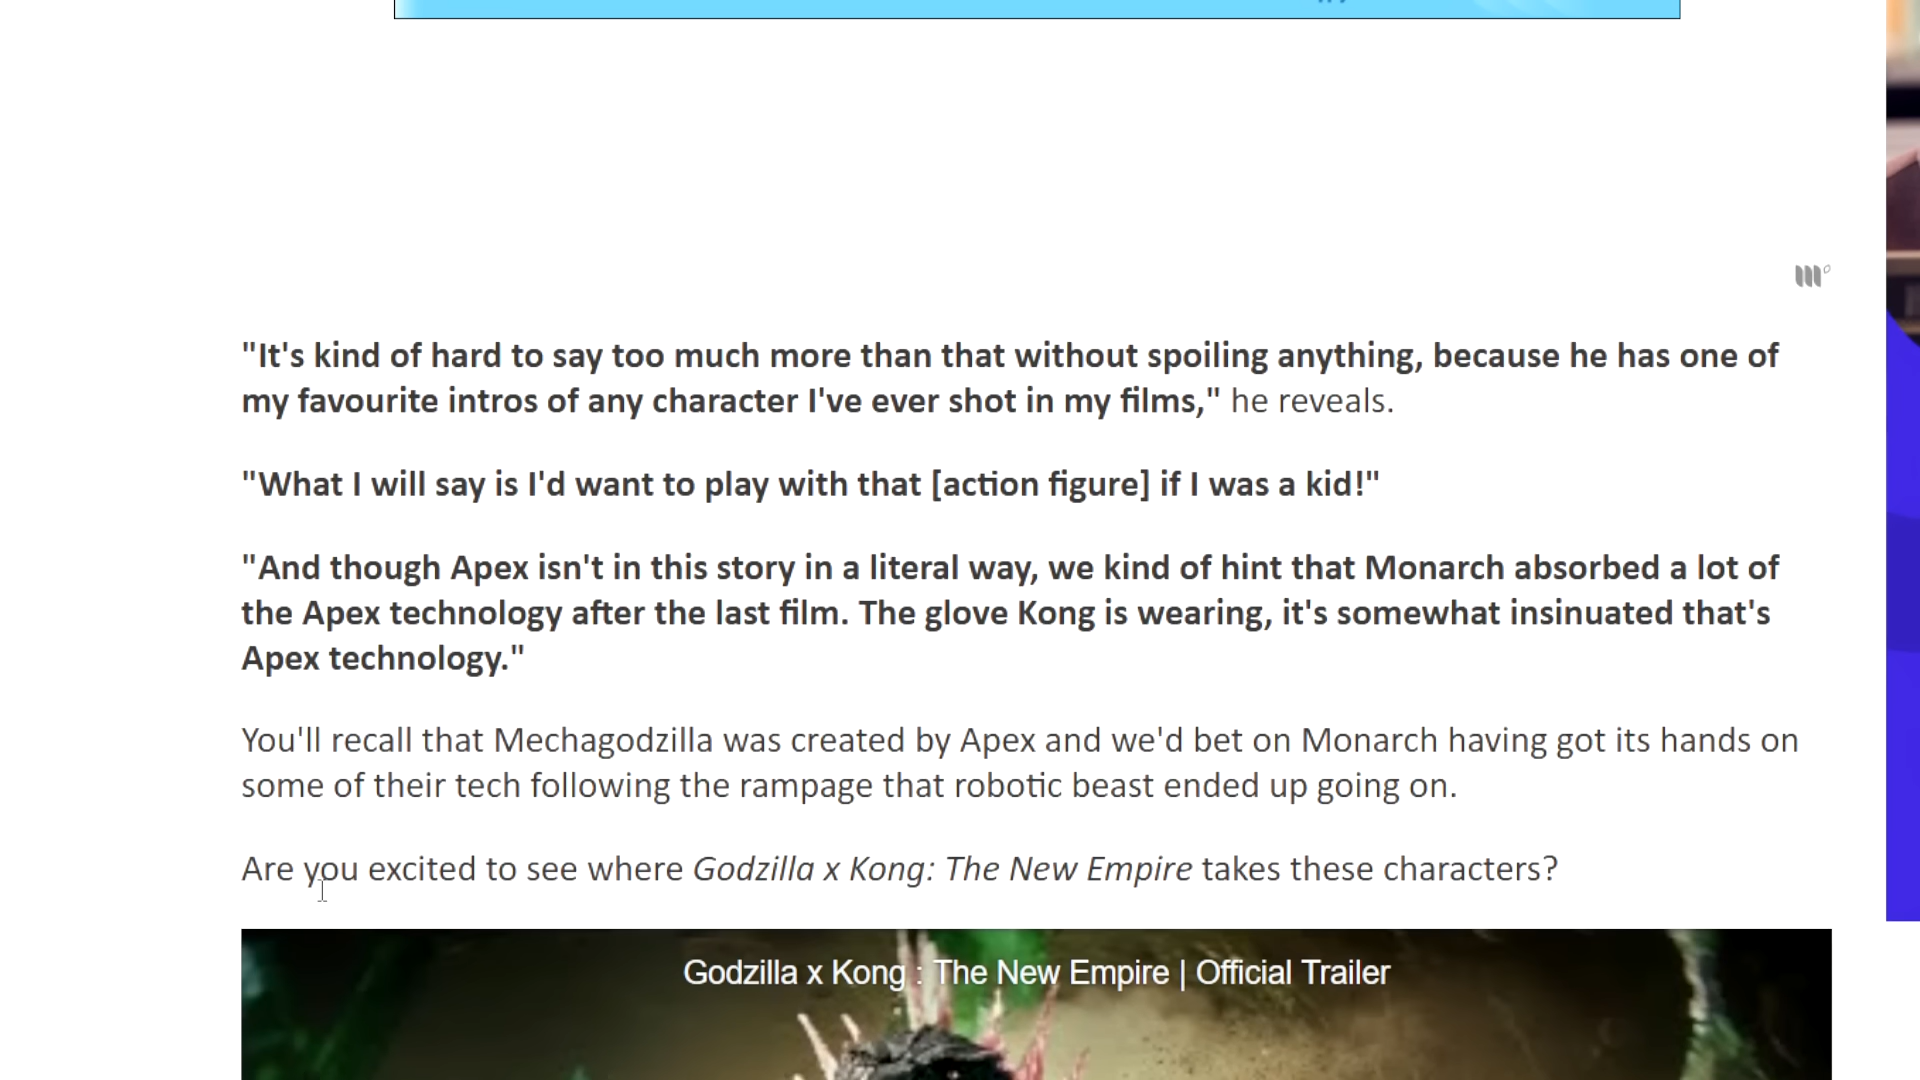 "It's kind of hard to say too much more than that without spoiling anything, because he has one of
my favourite intros of any character I've ever shot in my films," he reveals.
"What I will say is I'd want to play with that [action figure] if I was a kid!"
"And though Apex isn't in this story in a literal way, we kind of hint that Monarch absorbed a lot of
the Apex technology after the last film. The glove Kong is wearing, it's somewhat insinuated that's
Apex technology."
You'll recall that Mechagodzilla was created by Apex and we'd bet on Monarch having got its hands on
some of their tech following the rampage that robotic beast ended up going on.
Are you excited to see where Godzilla x Kong: The New Empire takes these characters?
Godzilla x Kong : The New Empire | Official Trailer